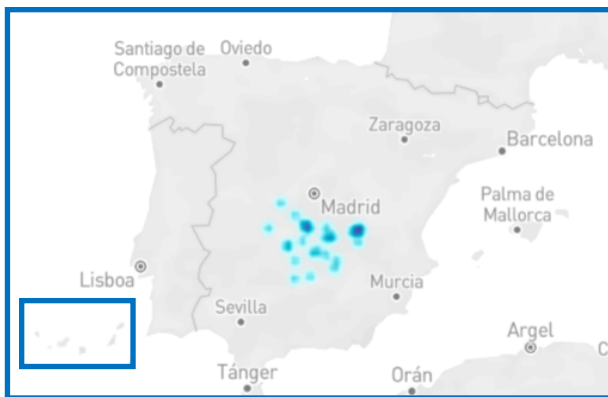 Santiago de
Compostela
Oviedo
Zaragoza
Barcelona
Madrid
Palma de
Mallorca
Lisboa
Murcia
Sevilla
Argel
Tánger
Orán
C